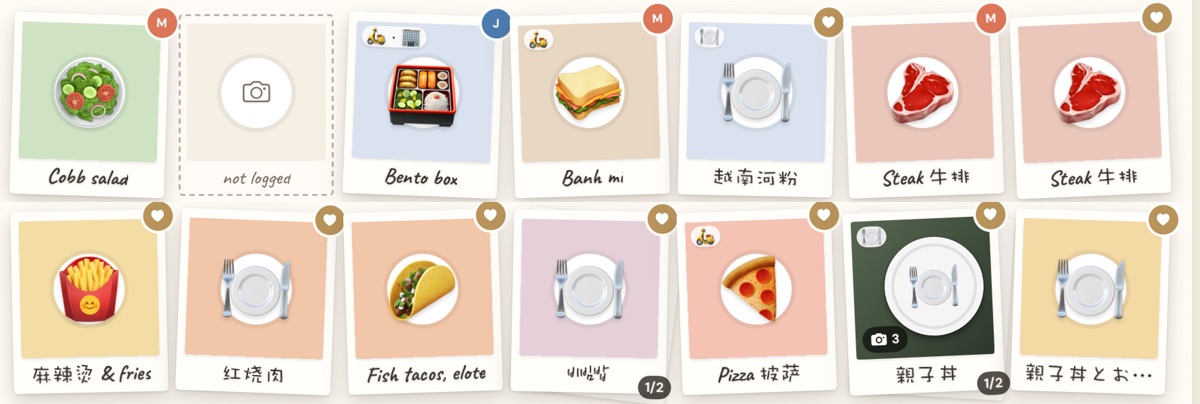 M
J
M
M
Cobb salad
not logged
Bento box
Banh mi
越南河粉
Steak 牛排
Steak 牛排
3
麻辣烫 & fries
红烧肉
Fish tacos, elote
비빔밥
1/2
Pizza 披萨
親子丼
1/2
親子丼とお…